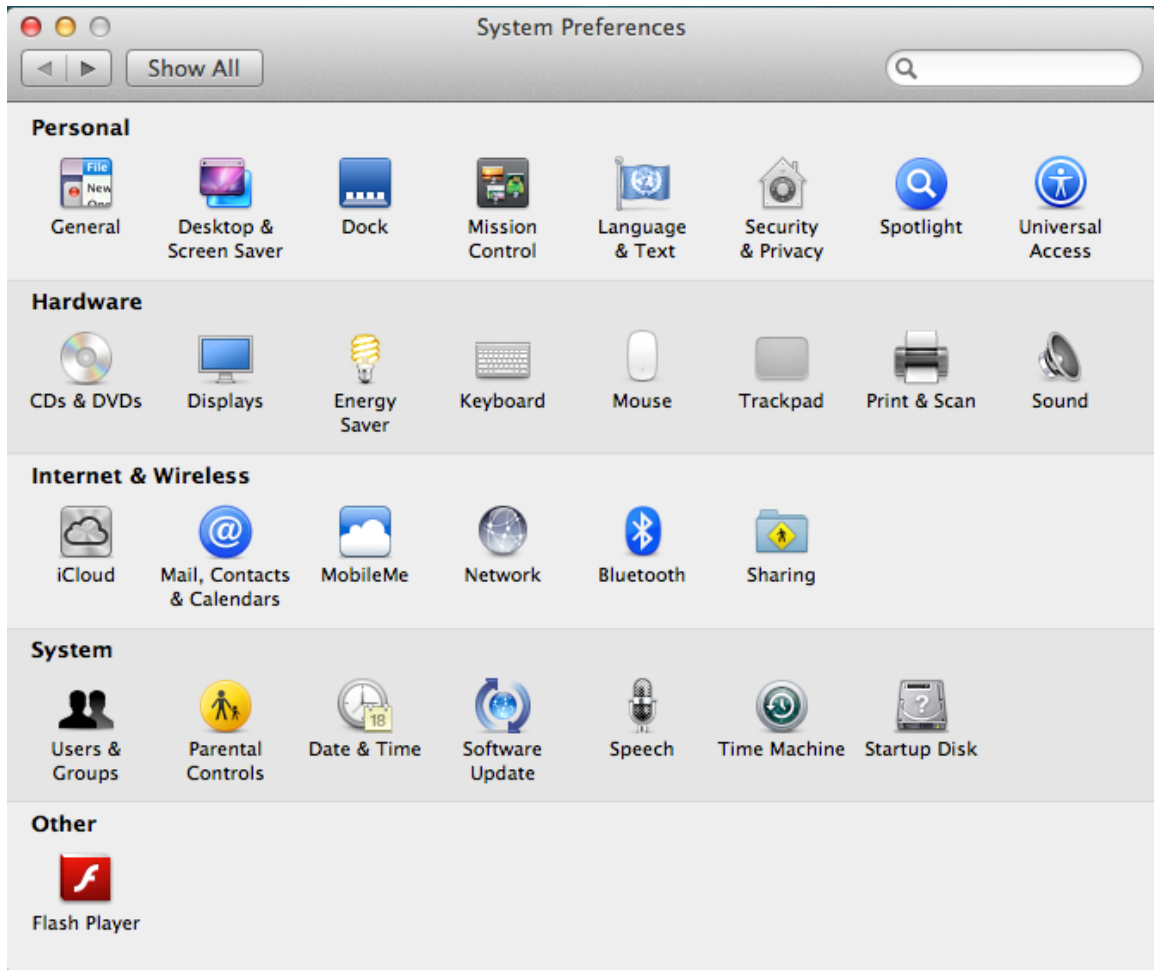 System Preferences
Show All
Personal
File
New
General
Desktop &
Screen Saver
Dock
Mission
Control
Language
& Text
Security
& Privacy
Spotlight
Universal
Access
Hardware
CDs & DVDs
Displays
Energy
Saver
Keyboard
Mouse
Trackpad
Print & Scan
Sound
Internet & Wireless
@
iCloud
Mail, Contacts
& Calendars
MobileMe
Network
Bluetooth
Sharing
System
18
?
Users &
Groups
Parental
Controls
Date & Time
Software
Update
Speech
Time Machine
Startup Disk
Other
Flash Player